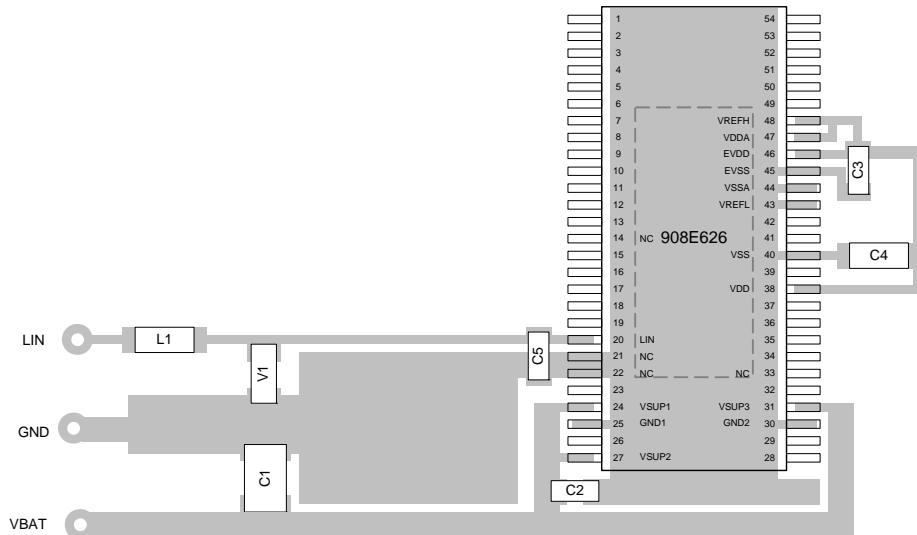 1 54
2 53
3 52
4 51
5 50
6 49
7 VREFH 48
8 VDDA 47
9 EVDD 46
10 EVSS 45
11 VSSA 44
12 VREFL 43
13 42
14 NC 908E626 41
15 VSS 40
16 39
17 VDD 38
18 37
19 36
20 LIN 35
21 NC 34
22 NC NC 33
23 32
24 VSUP1 VSUP3 31
25 GND1 GND2 30
26 29
27 VSUP2 28
C3
C4
LIN
L1
V1
C5
GND
C1
C2
VBAT